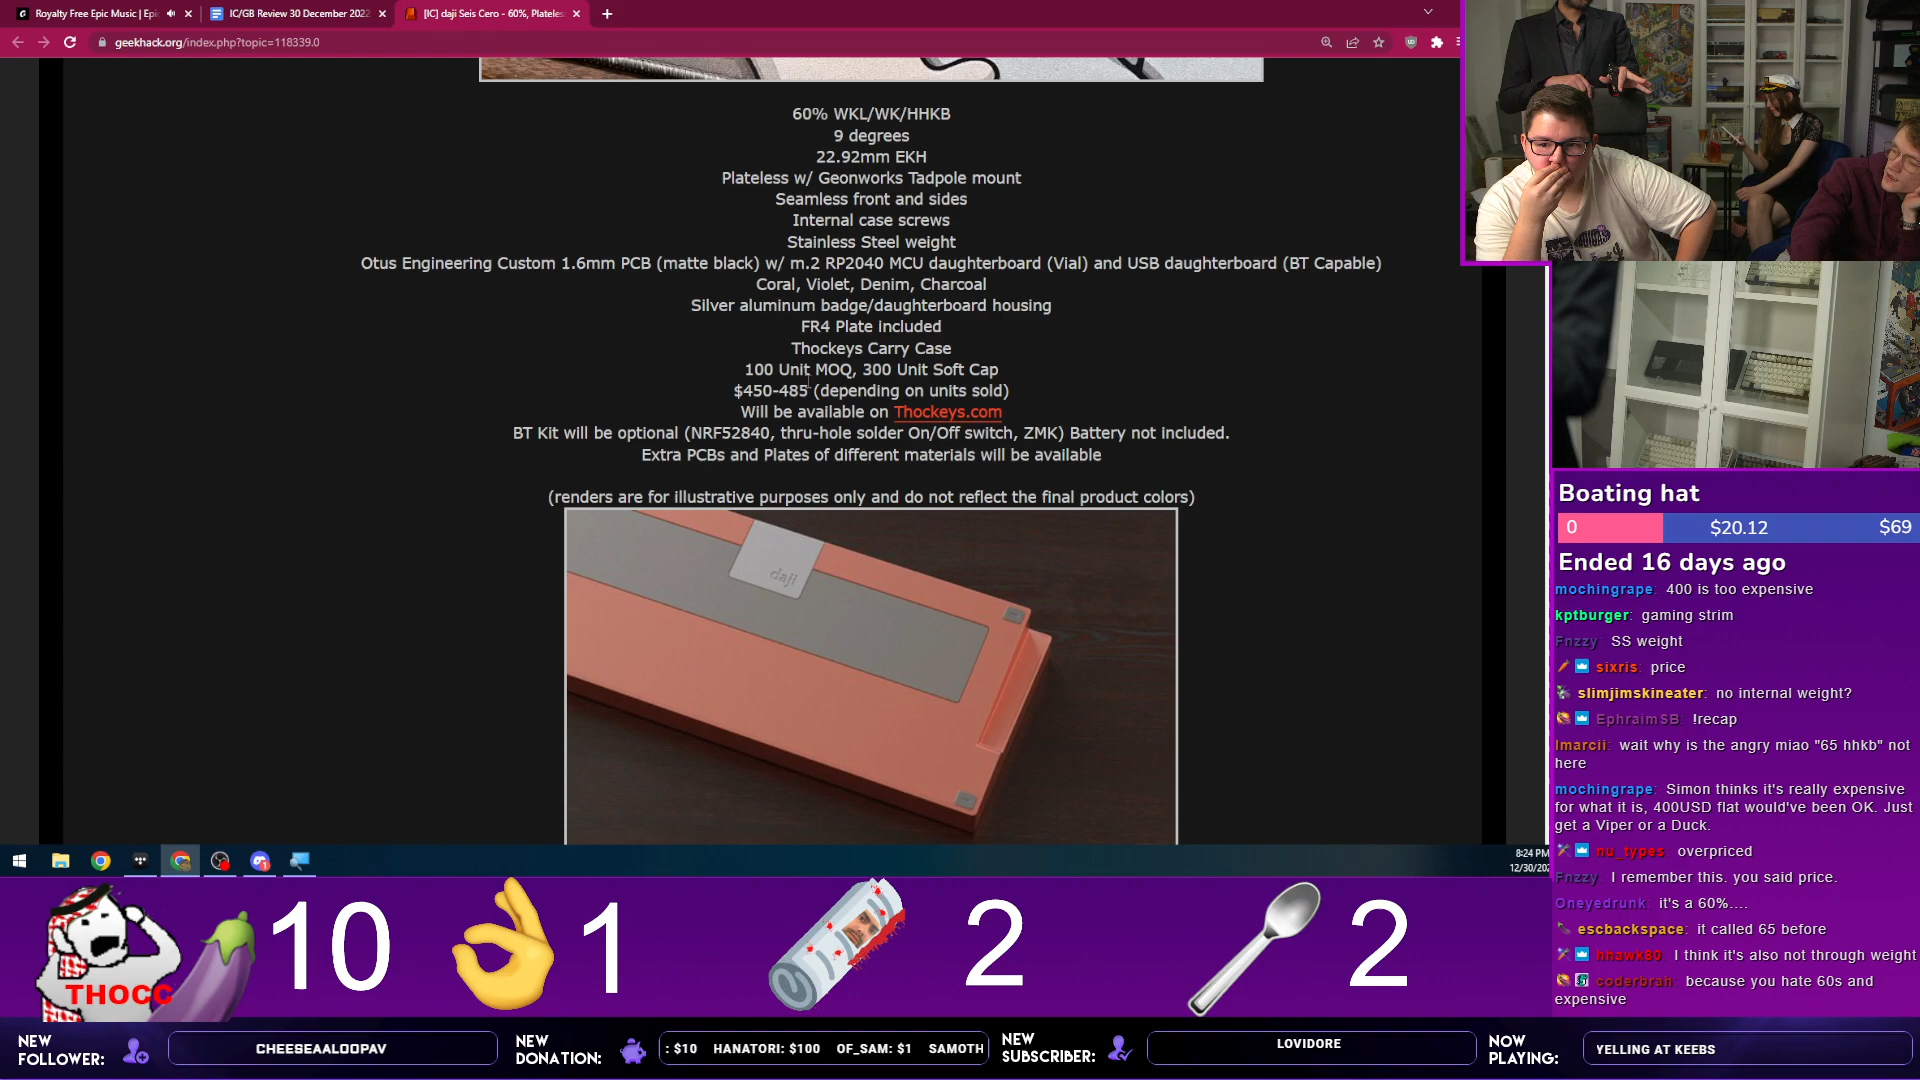 Royalty Free Epic Music | Epi
IC/GB Review 30 December 2022
[IC] daji Seis Cero - 60%, Plateles
geekhack.org/index.php?topic=118339.0
60% WKL/WK/HHKB
9 degrees
22.92mm EKH
Plateless w/ Geonworks Tadpole mount
Seamless front and sides
Internal case screws
Stainless Steel weight
Otus Engineering Custom 1.6mm PCB (matte black) w/ m.2 RP2040 MCU daughterboard (Vial) and USB daughterboard (BT Capable)
Coral, Violet, Denim, Charcoal
Silver aluminum badge/daughterboard housing
FR4 Plate included
Thockeys Carry Case
100 Unit MOQ, 300 Unit Soft Cap
$450-485 (depending on units sold)
Will be available on Thockeys.com
BT Kit will be optional (NRF52840, thru-hole solder On/Off switch, ZMK) Battery not included.
Extra PCBs and Plates of different materials will be available
(renders are for illustrative purposes only and do not reflect the final product colors)
daji
8:24 PM
12/30/202
Boating hat
0 $20.12 $69
Ended 16 days ago
mochingrape: 400 is too expensive
kptburger: gaming strim
Fnzzy: SS weight
sixris: price
slimjimskineater: no internal weight?
EphraimSB: !recap
lmarcii: wait why is the angry miao "65 hhkb" not
here
mochingrape: Simon thinks it's really expensive
for what it is, 400USD flat would've been OK. Just
get a Viper or a Duck.
nu_types: overpriced
Fnzzy: I remember this. you said price.
Oneyedrunk: it's a 60%....
escbackspace: it called 65 before
hhawk80: I think it's also not through weight
coderbrah: because you hate 60s and
expensive
THOCC
10
1
2
2
NEW
FOLLOWER:
CHEESEAALOOPAV
NEW
DONATION:
: $10 HANATORI: $100 OF_SAM: $1 SAMOTH
NEW
SUBSCRIBER:
LOVIDORE
NOW
PLAYING:
YELLING AT KEEBS